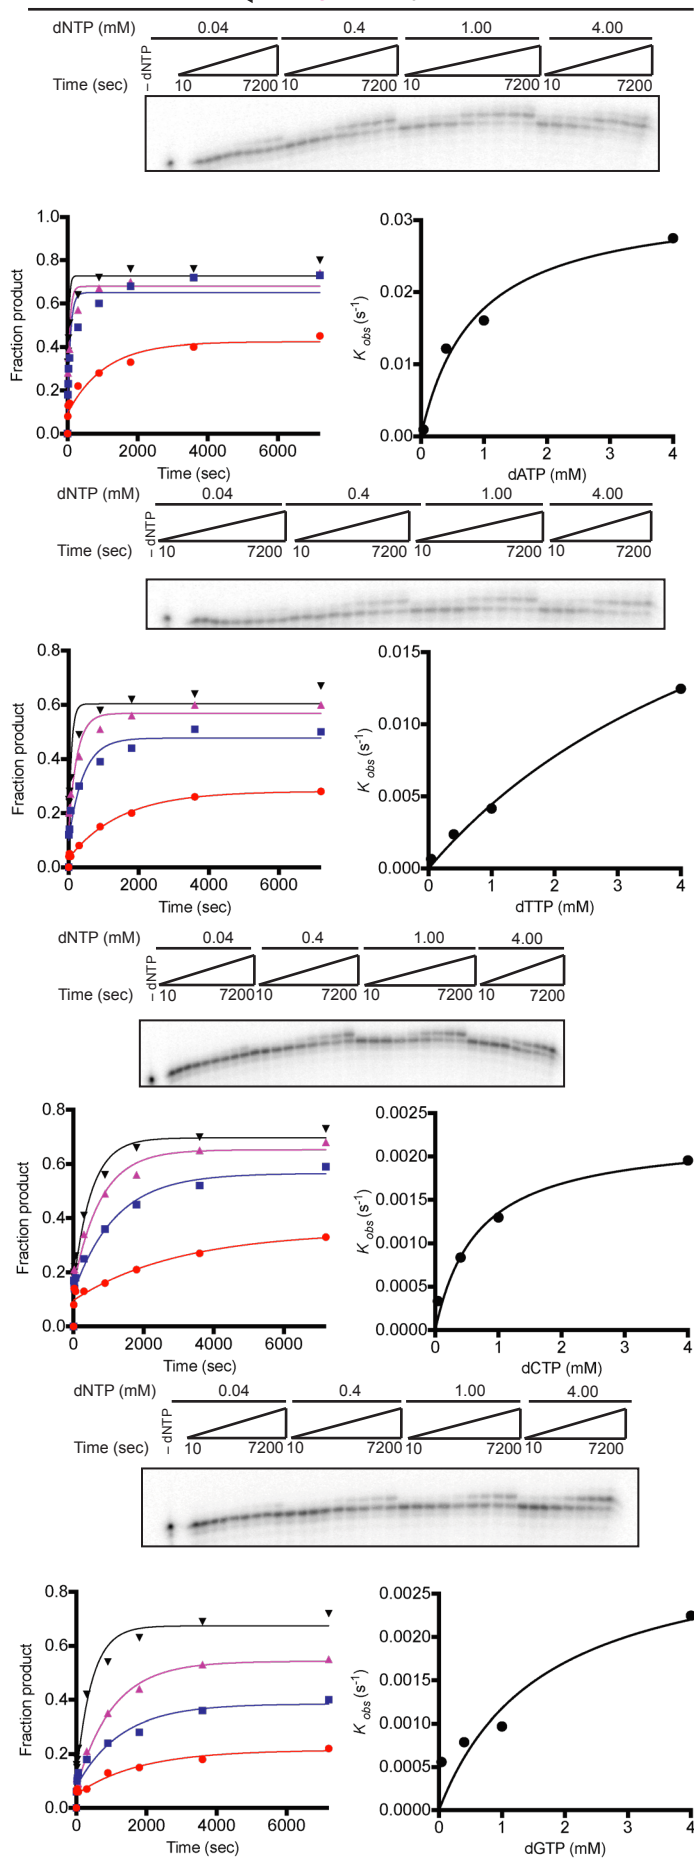 dNTP (mM) 0.04 0.4 1.00 4.00
– dNTP
Time (sec) 10 7200 10 7200 10 7200 10 7200
1.0
0.8
0.6
0.4
0.2
0.0
Fraction product
0 2000 4000 6000
Time (sec)
0.03
0.02
0.01
0.00
K obs (s-1)
0 1 2 3 4
dATP (mM)
dNTP (mM) 0.04 0.4 1.00 4.00
– dNTP
Time (sec) 10 7200 10 7200 10 7200 10 7200
0.8
0.6
0.4
0.2
0.0
Fraction product
0 2000 4000 6000
Time (sec)
0.015
0.010
0.005
0.000
K obs (s-1)
0 1 2 3 4
dTTP (mM)
dNTP (mM) 0.04 0.4 1.00 4.00
– dNTP
Time (sec) 10 7200 10 7200 10 7200 10 7200
0.8
0.6
0.4
0.2
0.0
Fraction product
0 2000 4000 6000
Time (sec)
0.0025
0.0020
0.0015
0.0010
0.0005
0.0000
K obs (s-1)
0 1 2 3 4
dCTP (mM)
dNTP (mM) 0.04 0.4 1.00 4.00
– dNTP
Time (sec) 10 7200 10 7200 10 7200 10 7200
0.8
0.6
0.4
0.2
0.0
Fraction product
0 2000 4000 6000
Time (sec)
0.0025
0.0020
0.0015
0.0010
0.0005
0.0000
K obs (s-1)
0 1 2 3 4
dGTP (mM)